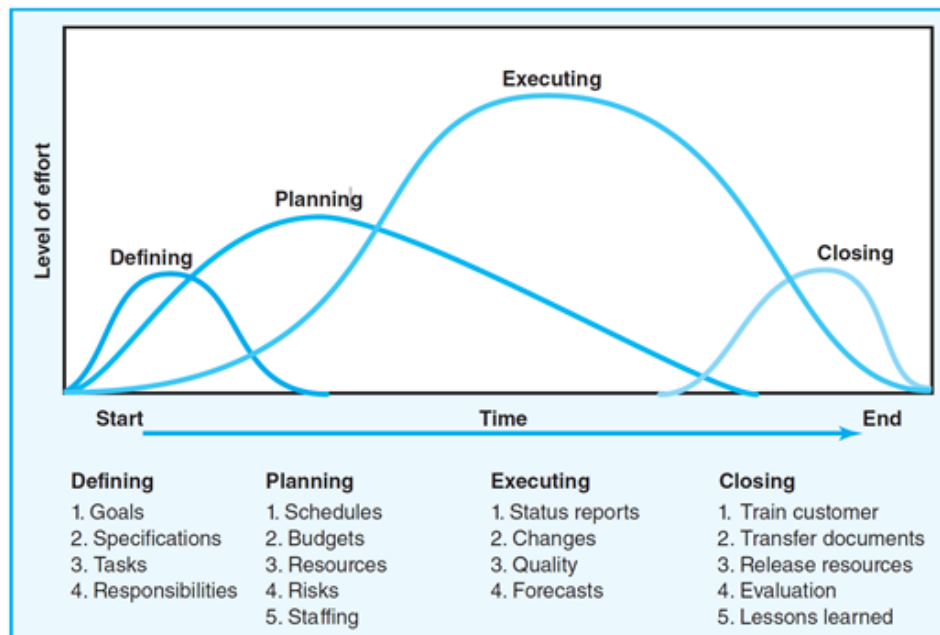 Executing
Planning
Defining
Closing
Level of effort
Start Time End
Defining
1. Goals
2. Specifications
3. Tasks
4. Responsibilities
Planning
1. Schedules
2. Budgets
3. Resources
4. Risks
5. Staffing
Executing
1. Status reports
2. Changes
3. Quality
4. Forecasts
Closing
1. Train customer
2. Transfer documents
3. Release resources
4. Evaluation
5. Lessons learned